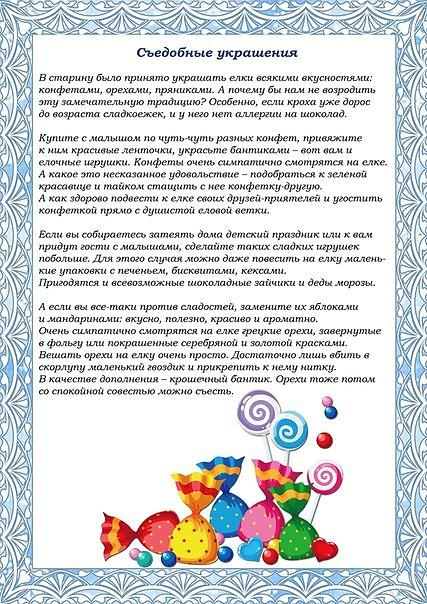 Съедобные украшения
В старину было принято украшать елки всякими вкусностями:
конфетами, орехами, пряниками. А почему бы нам не возродить
эту замечательную традицию? Особенно, если кроха уже дорос
до возраста сладкоежек, и у него нет аллергии на шоколад.
Купите с малышом по чуть-чуть разных конфет, привяжите
к ним красивые ленточки, украсьте бантиками – вот вам и
елочные игрушки. Конфеты очень симпатично смотрятся на елке.
А какое это несказанное удовольствие – подобраться к зеленой
красавице и тайком стащить с нее конфетку-другую.
А как здорово подвести к елке своих друзей-приятелей и угостить
конфеткой прямо с душистой еловой ветки.
Если вы собираетесь затеять дома детский праздник или к вам
придут гости с малышами, сделайте таких сладких игрушек
побольше. Для этого случая можно даже повесить на елку малень-
кие упаковки с печеньем, бисквитами, кексами.
Пригодятся и всевозможные шоколадные зайчики и деды морозы.
А если вы все-таки против сладостей, замените их яблоками
и мандаринами: вкусно, полезно, красиво и ароматно.
Очень симпатично смотрятся на елке грецкие орехи, завернутые
в фольгу или покрашенные серебряной и золотой красками.
Вешать орехи на елку очень просто. Достаточно лишь вбить в
скорлупу маленький гвоздик и прикрепить к нему нитку.
В качестве дополнения – крошечный бантик. Орехи тоже потом
со спокойной совестью можно съесть.